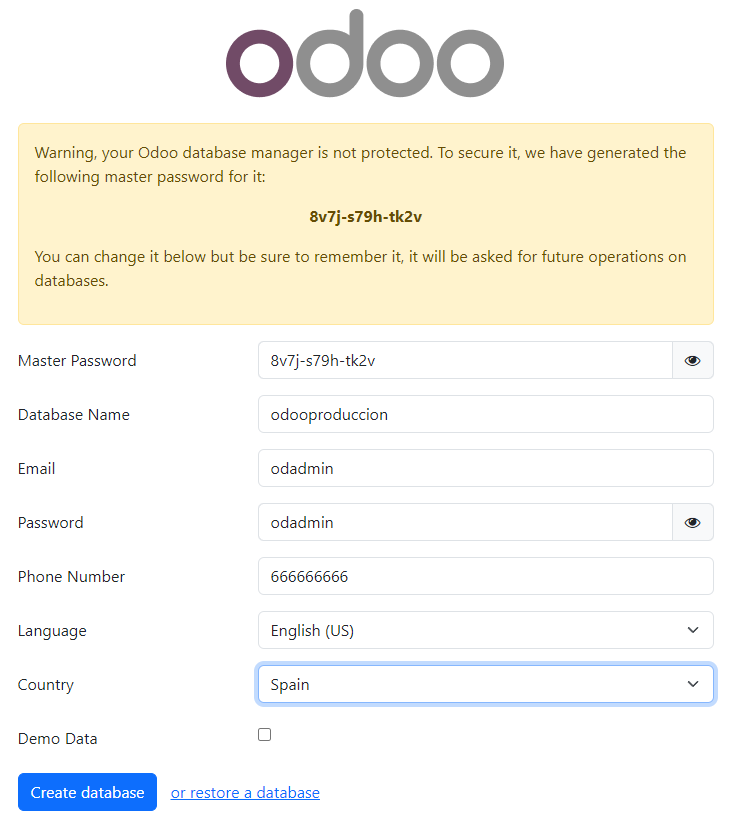 odoo
Warning, your Odoo database manager is not protected. To secure it, we have generated the
following master password for it:
8v7j-s79h-tk2v
You can change it below but be sure to remember it, it will be asked for future operations on
databases.
Master Password 8v7j-s79h-tk2v
Database Name odooproduccion
Email odadmin
Password odadmin
Phone Number 666666666
Language English (US)
Country Spain
Demo Data
Create database or restore a database